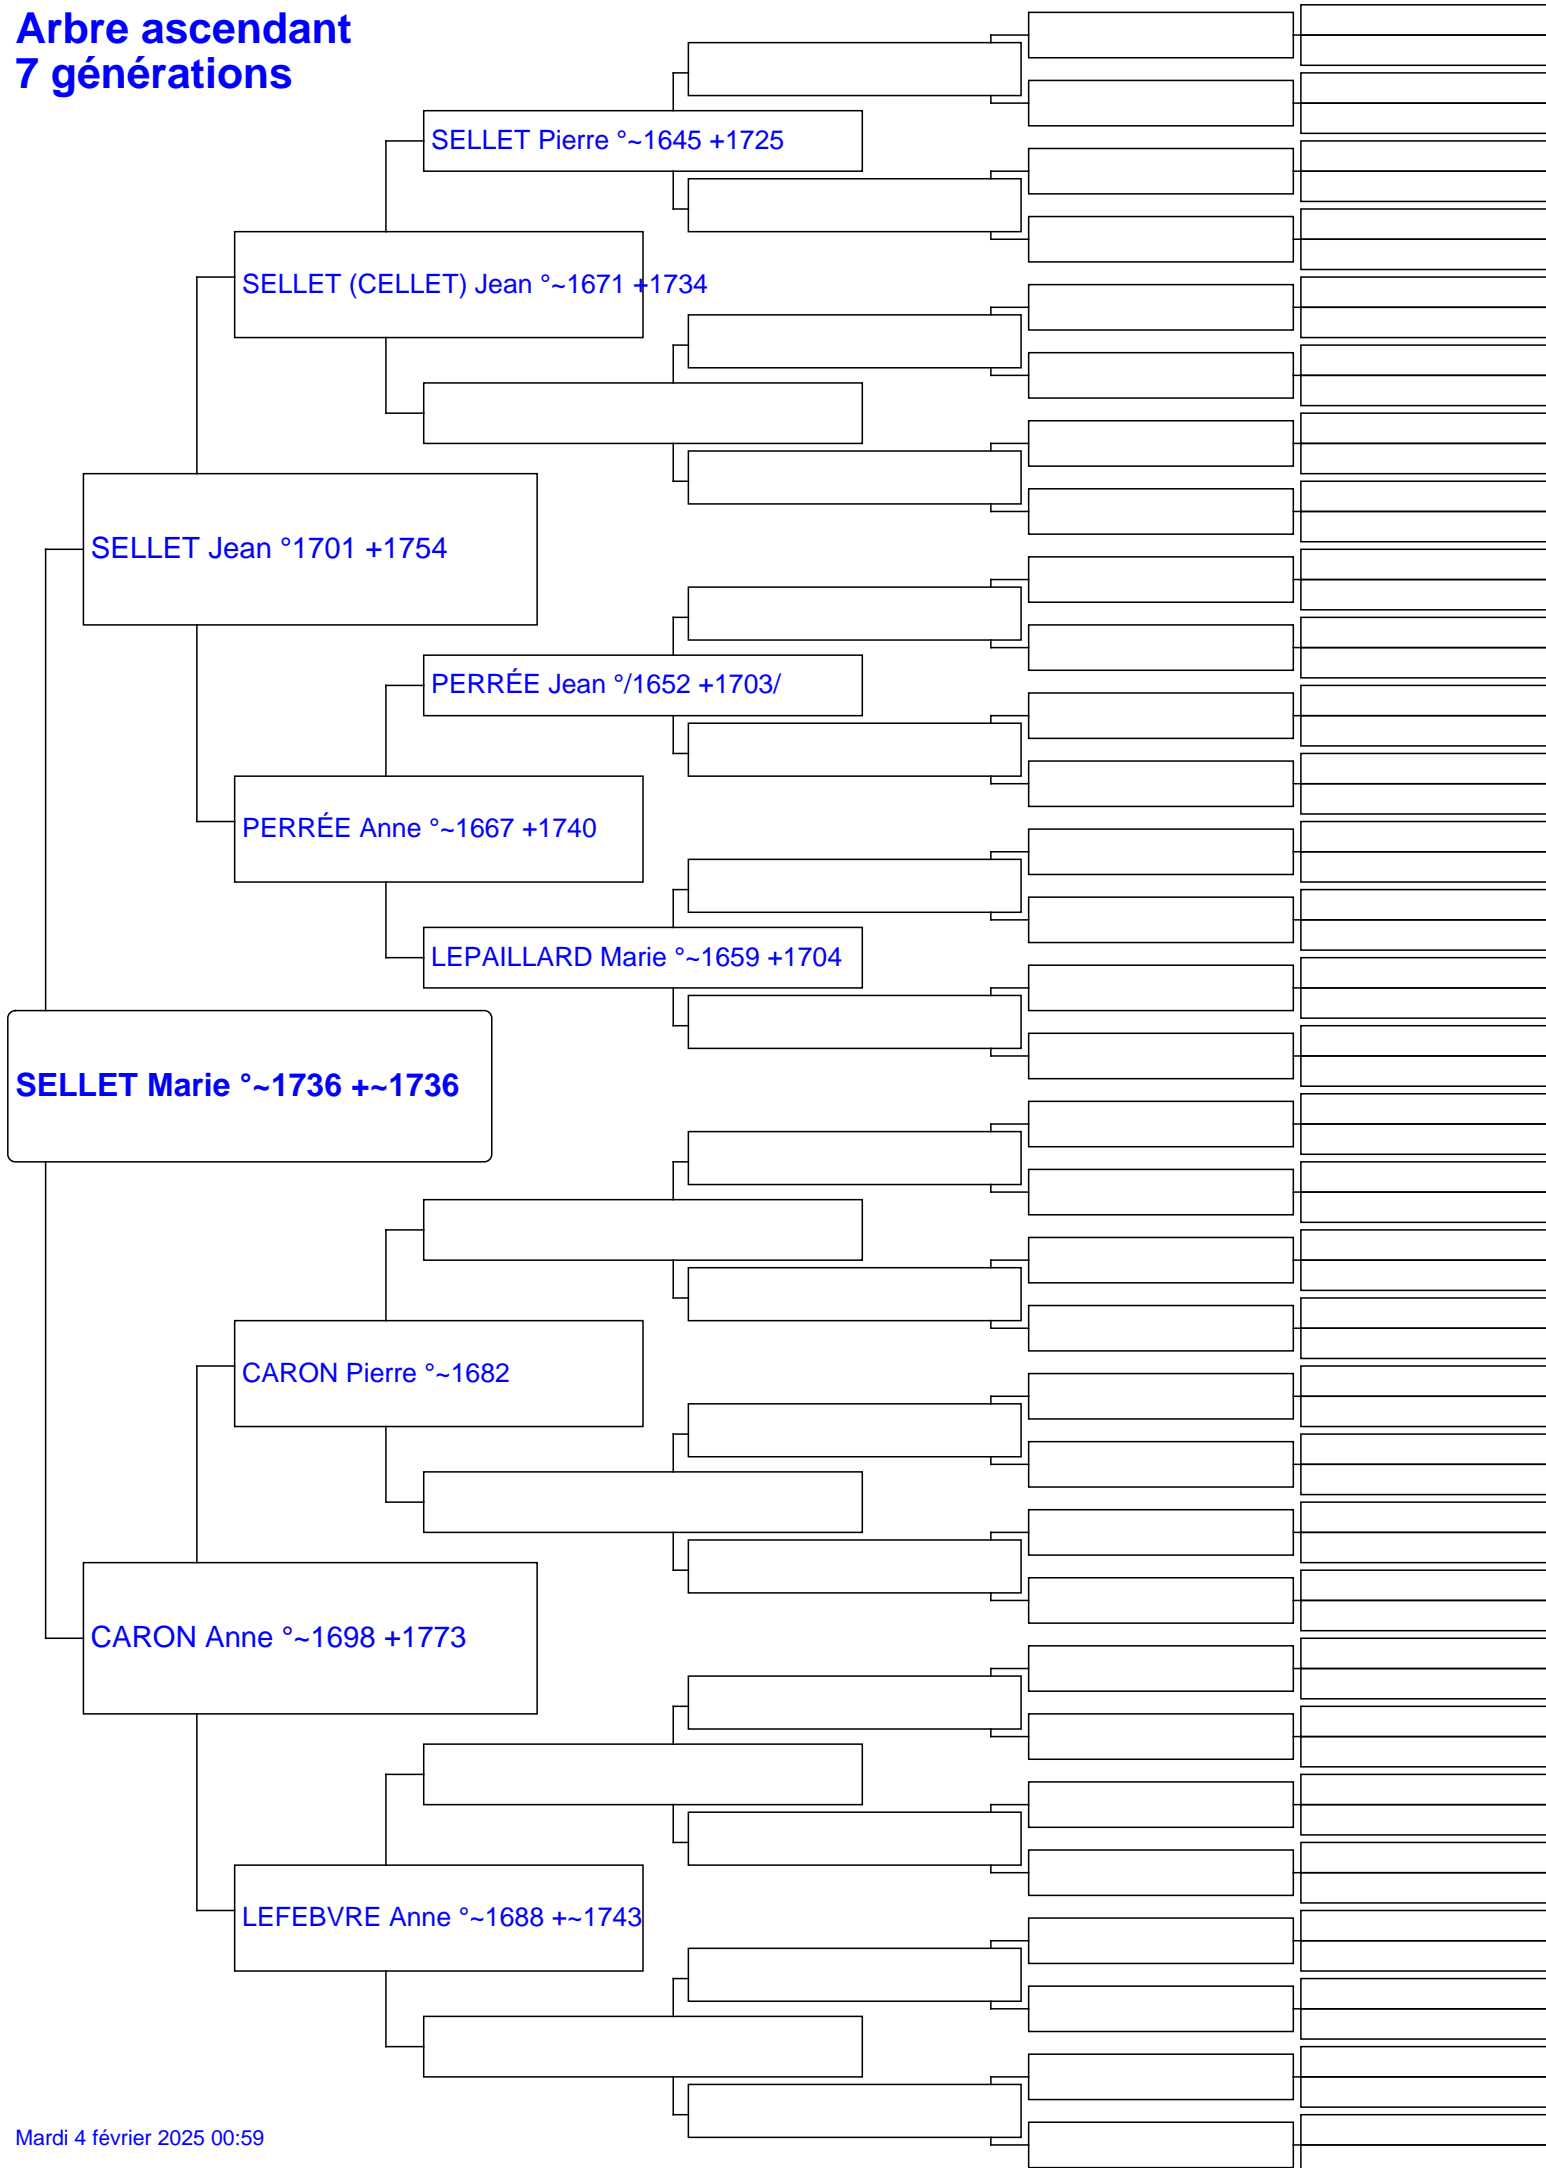 Arbre ascendant
7 générations
SELLET Pierre °~1645 +1725
SELLET (CELLET) Jean °~1671 +1734
SELLET Jean °1701 +1754
PERRÉE Jean °/1652 +1703/
PERRÉE Anne °~1667 +1740
LEPAILLARD Marie °~1659 +1704
SELLET Marie °~1736 +~1736
CARON Pierre °~1682
CARON Anne °~1698 +1773
LEFEBVRE Anne °~1688 +~1743
Mardi 4 février 2025 00:59